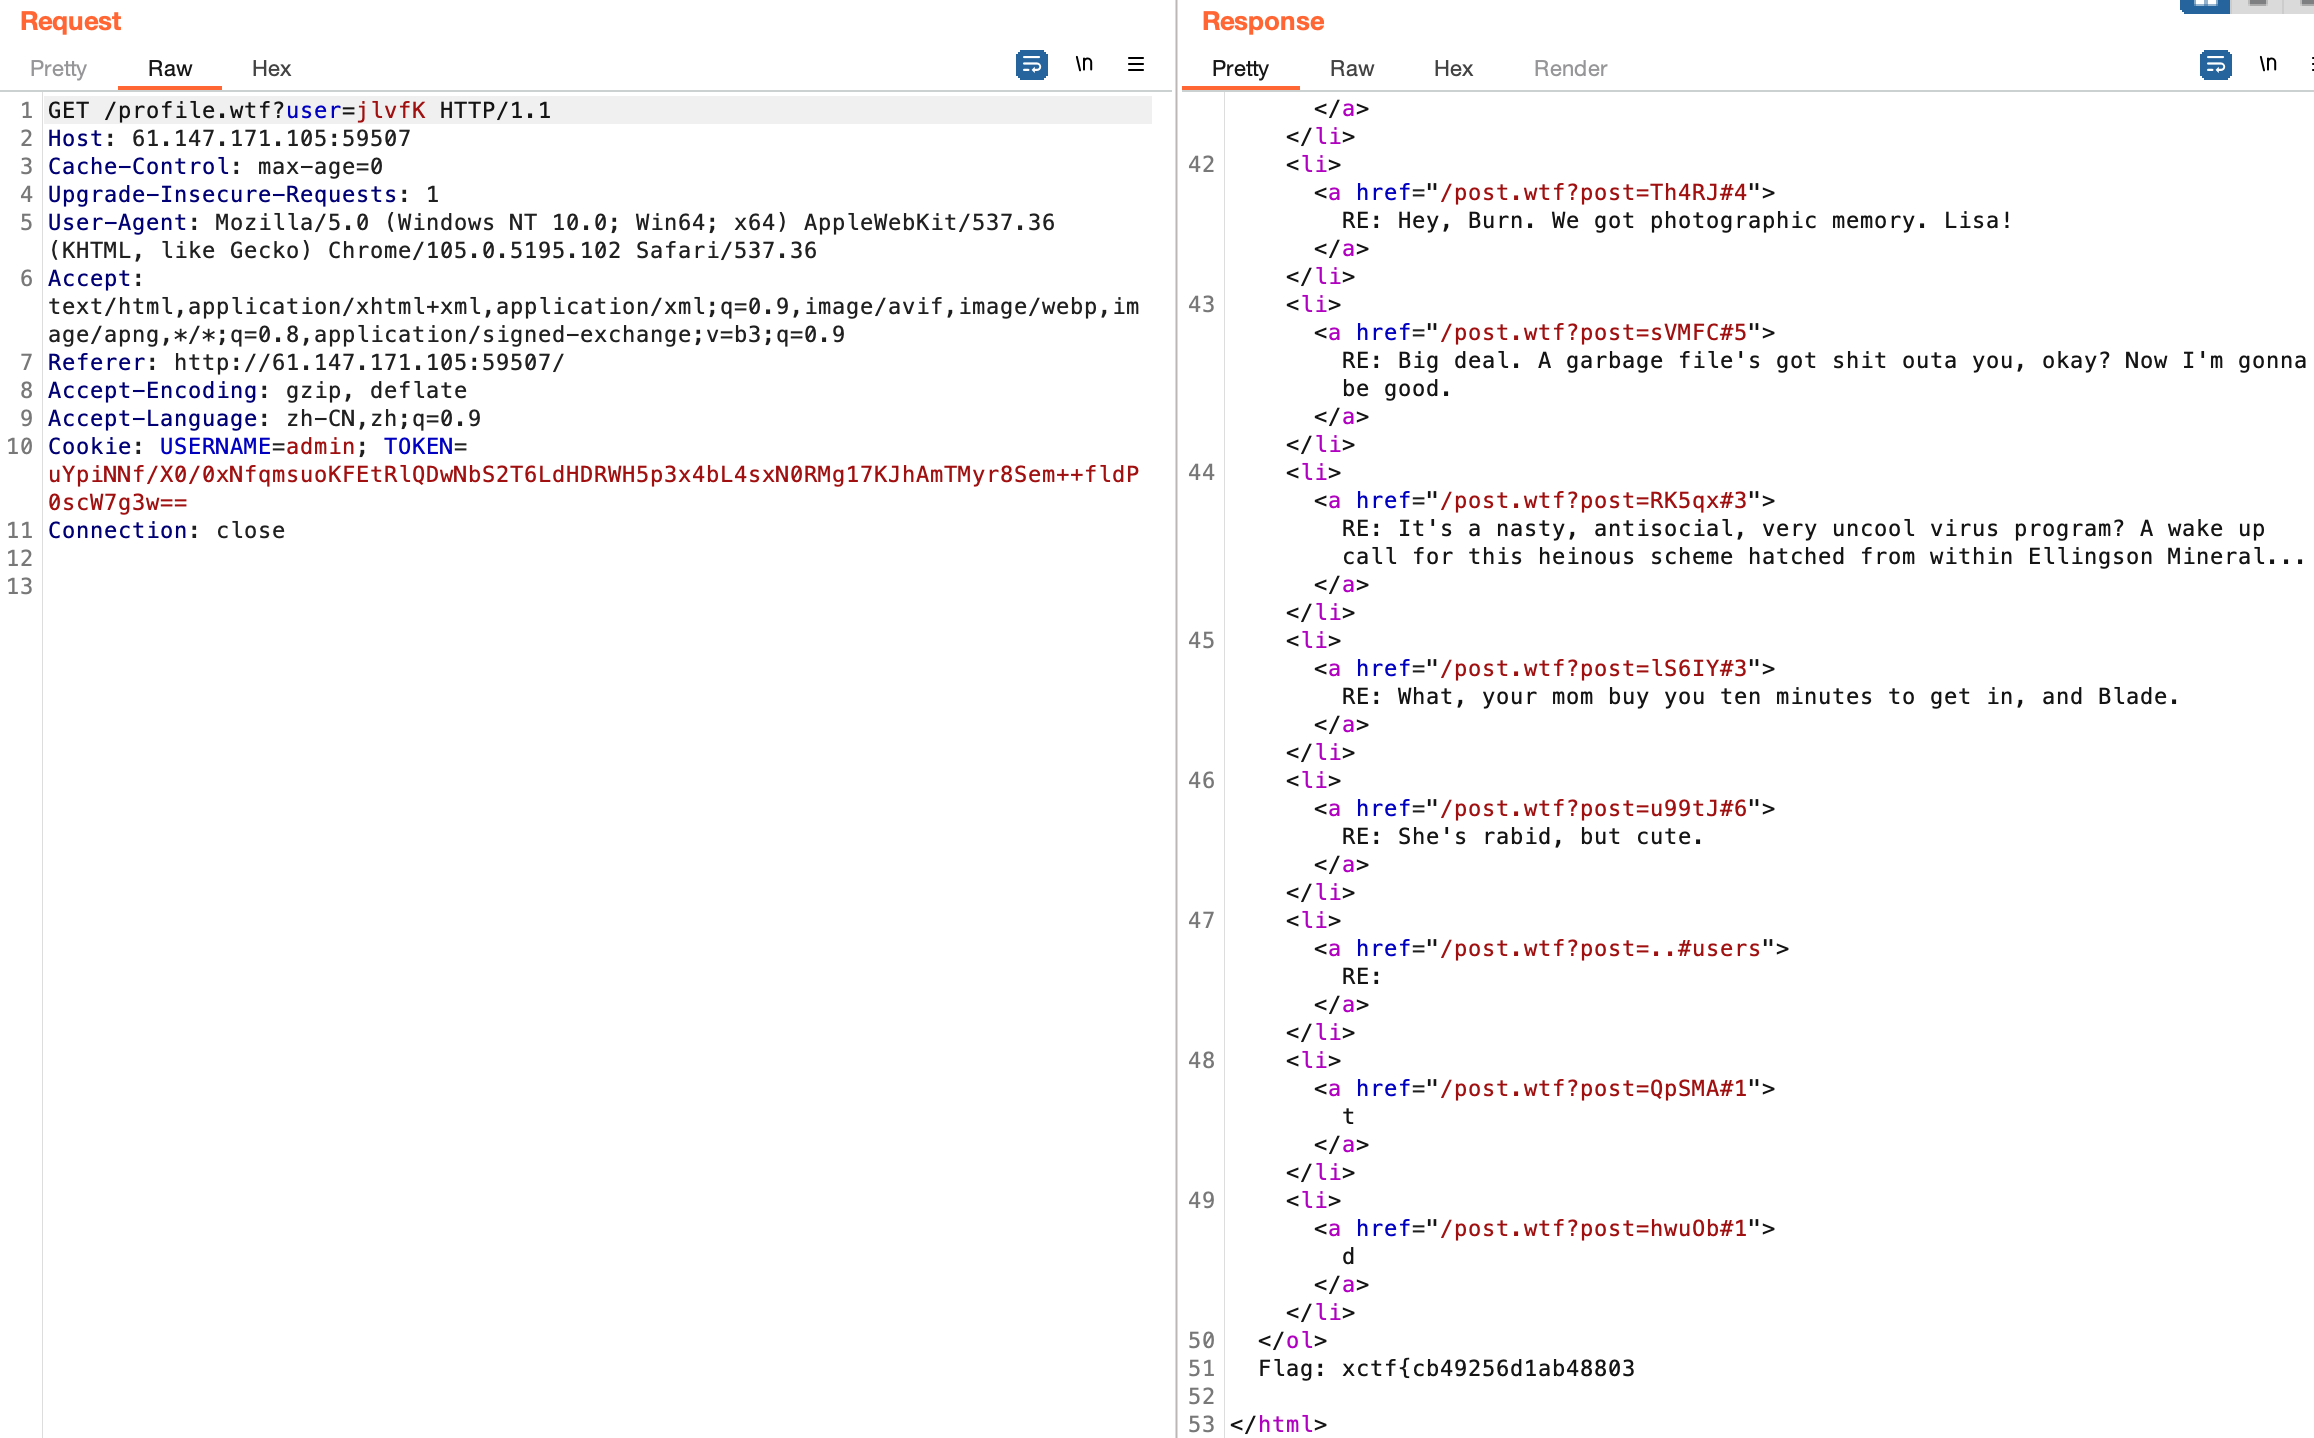 Request
Pretty Raw Hex
\n
1 GET /profile.wtf?user=jlvfK HTTP/1.1
2 Host: 61.147.171.105:59507
3 Cache-Control: max-age=0
4 Upgrade-Insecure-Requests: 1
5 User-Agent: Mozilla/5.0 (Windows NT 10.0; Win64; x64) AppleWebKit/537.36
(KHTML, like Gecko) Chrome/105.0.5195.102 Safari/537.36
6 Accept:
text/html,application/xhtml+xml,application/xml;q=0.9,image/avif,image/webp,im
age/apng,*/*;q=0.8,application/signed-exchange;v=b3;q=0.9
7 Referer: http://61.147.171.105:59507/
8 Accept-Encoding: gzip, deflate
9 Accept-Language: zh-CN,zh;q=0.9
10 Cookie: USERNAME=admin; TOKEN=
uYpiNNf/X0/0xNfqmsuoKFEtRlQDwNbS2T6LdHDRWH5p3x4bL4sxN0RMg17KJhAmTMyr8Sem++fldP
0scW7g3w==
11 Connection: close
12
13
Response
Pretty Raw Hex Render
\n
</a>
</li>
42 <li>
<a href="/post.wtf?post=Th4RJ#4">
RE: Hey, Burn. We got photographic memory. Lisa!
</a>
</li>
43 <li>
<a href="/post.wtf?post=sVMFC#5">
RE: Big deal. A garbage file's got shit outa you, okay? Now I'm gonna
be good.
</a>
</li>
44 <li>
<a href="/post.wtf?post=RK5qx#3">
RE: It's a nasty, antisocial, very uncool virus program? A wake up
call for this heinous scheme hatched from within Ellingson Mineral...
</a>
</li>
45 <li>
<a href="/post.wtf?post=lS6IY#3">
RE: What, your mom buy you ten minutes to get in, and Blade.
</a>
</li>
46 <li>
<a href="/post.wtf?post=u99tJ#6">
RE: She's rabid, but cute.
</a>
</li>
47 <li>
<a href="/post.wtf?post=..#users">
RE:
</a>
</li>
48 <li>
<a href="/post.wtf?post=QpSMA#1">
t
</a>
</li>
49 <li>
<a href="/post.wtf?post=hwuOb#1">
d
</a>
</li>
50 </ol>
51 Flag: xctf{cb49256d1ab48803
52
53 </html>